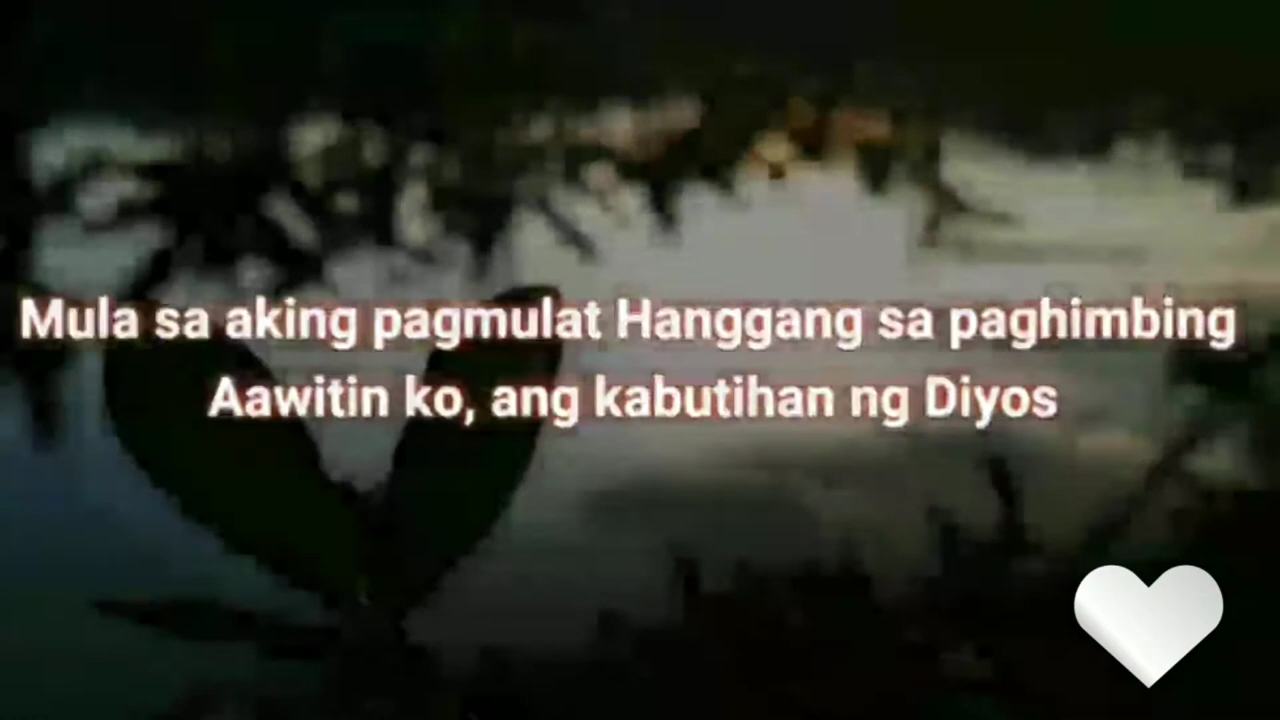 Mula sa aking pagmulat Hanggang sa paghimbing
Aawitin ko, ang kabutihan ng Diyos